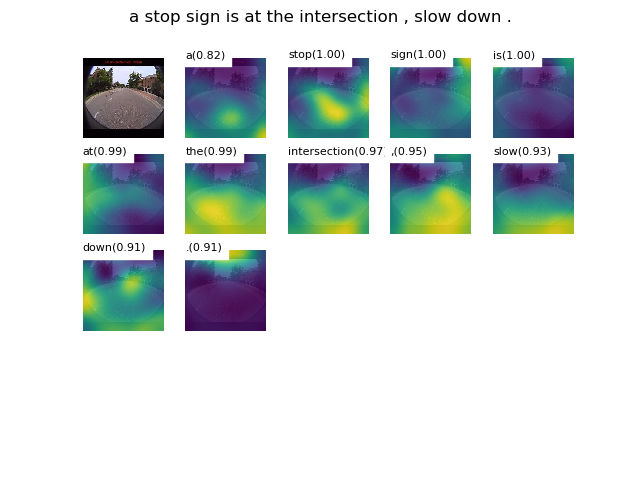 a stop sign is at the intersection , slow down .
a(0.82) stop(1.00) sign(1.00) is(1.00)
at(0.99) the(0.99) intersection(0.97) ,(0.95) slow(0.93)
down(0.91) .(0.91)